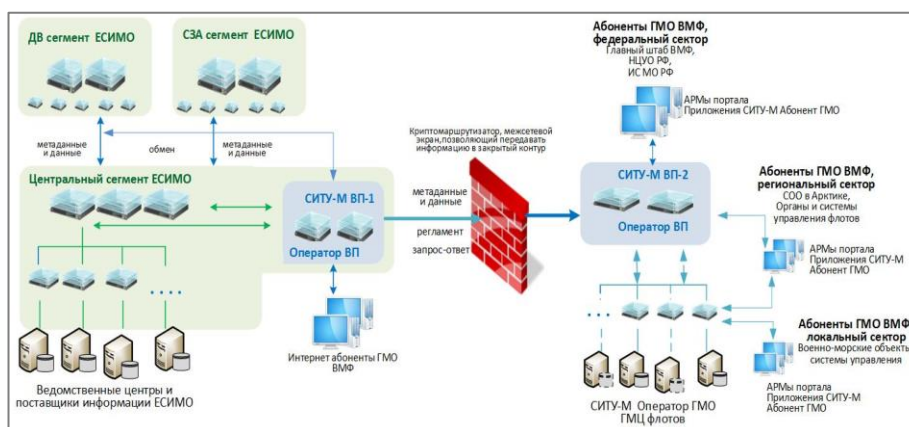 ДВ сегмент ЕСИМО
СЗА сегмент ЕСИМО
метаданные
и данные
обмен
метаданные
и данные
Центральный сегмент ЕСИМО
СИТУ-М ВП-1
Оператор ВП
Интернет абоненты ГМО
ВМФ
Ведомственные центры и
поставщики информации ЕСИМО
Криптомаршрутизатор, межсетевой
экран,позволяющий передавать
информацию в закрытый контур
метаданные
и данные
регламент
запрос-ответ
Абоненты ГМО ВМФ,
федеральный сектор
Главный штаб ВМФ,
НЦУО РФ,
ИС МО РФ
АРМы портала
Приложения СИТУ-М Абонент ГМО
СИТУ-М ВП-2
Оператор ВП
Абоненты ГМО ВМФ,
региональный сектор
СОО в Арктике,
Органы и системы
управления флотов
АРМы портала
Приложения СИТУ-М
Абонент ГМО
Абоненты ГМО ВМФ,
локальный сектор
Военно-морские объекты
системы управления
АРМы портала
Приложения СИТУ-М
Абонент ГМО
СИТУ-М Оператор ГМО
ГМЦ флотов